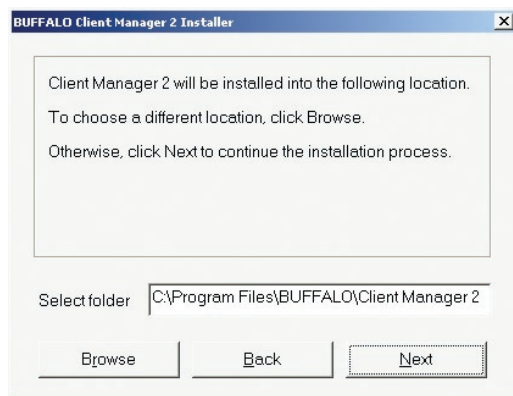 BUFFALO Client Manager 2 Installer
Client Manager 2 will be installed into the following location.
To choose a different location, click Browse.
Otherwise, click Next to continue the installation process.
Select folder
C:\Program Files\BUFFALO\Client Manager 2
Browse
Back
Next